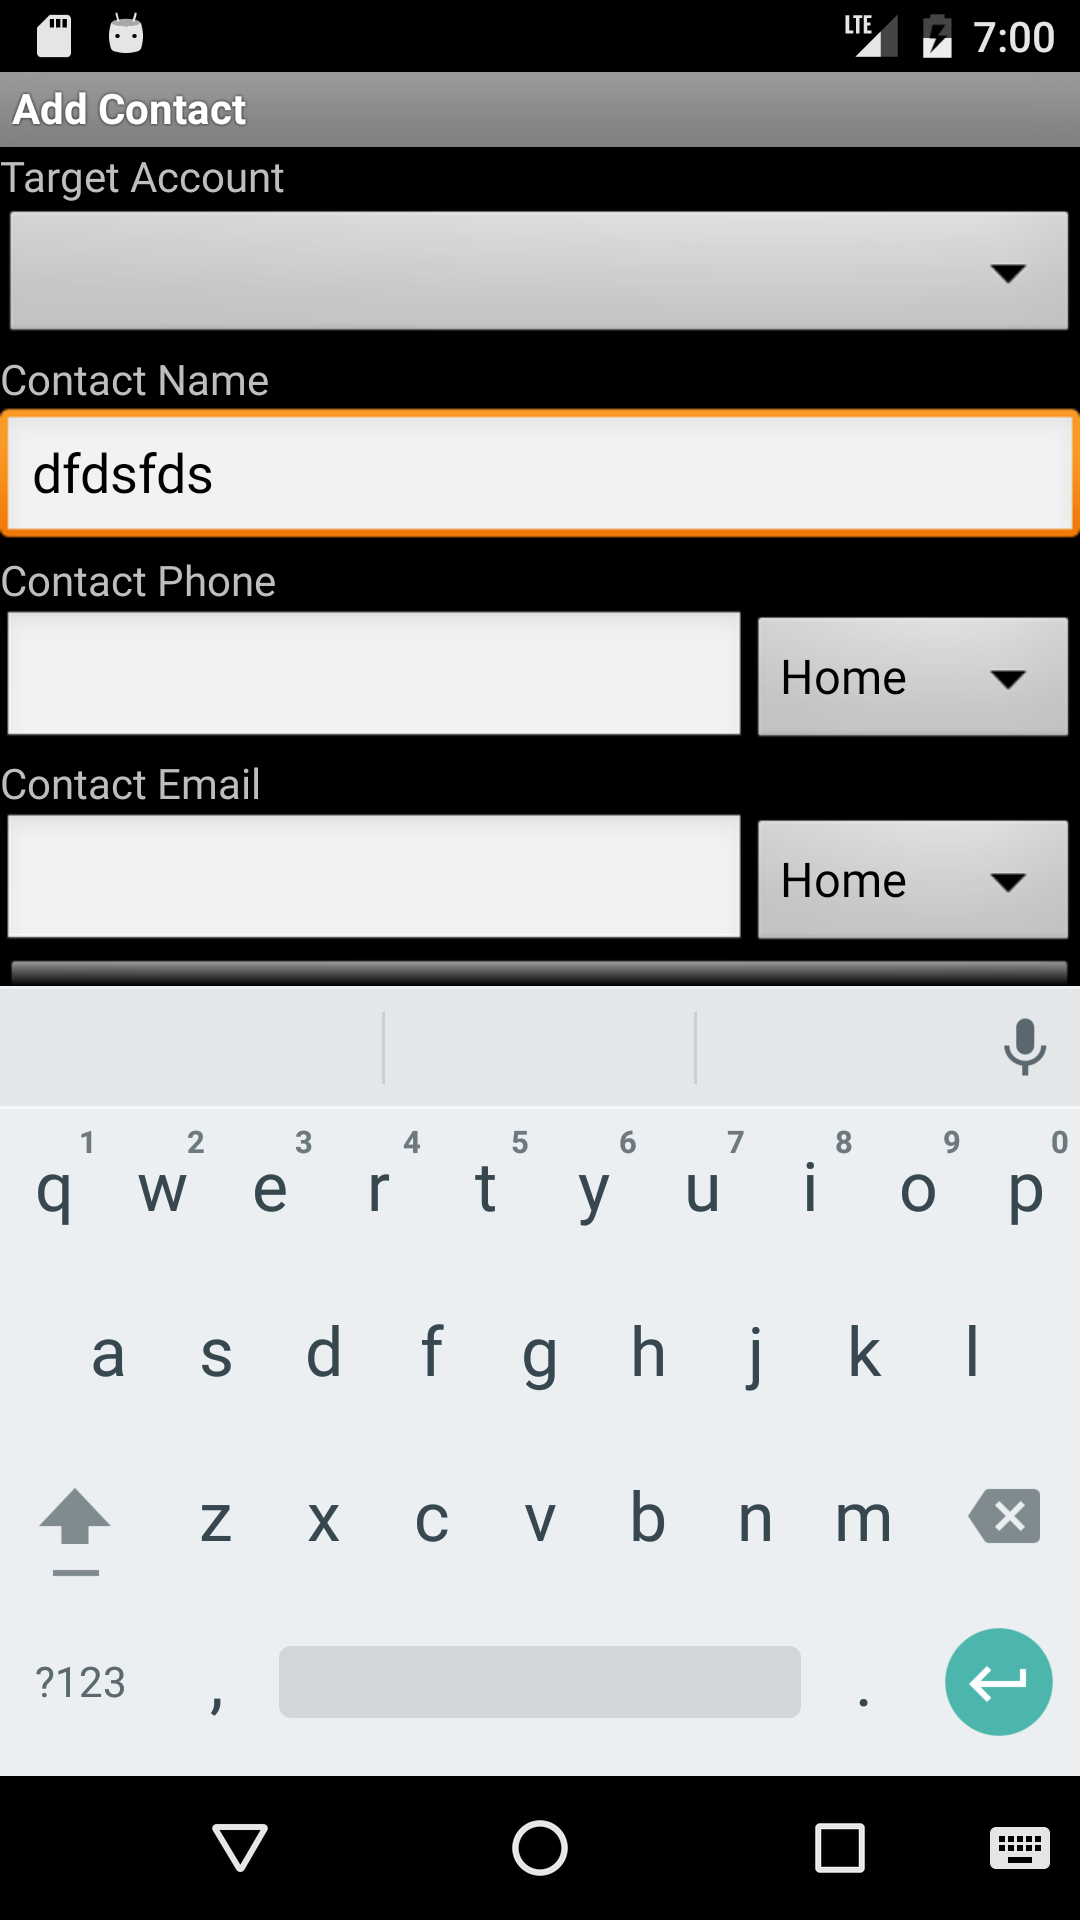 LTE 7:00
Add Contact
Target Account
Contact Name
dfdsfds
Contact Phone
Home
Contact Email
Home
1 2 3 4 5 6 7 8 9 0
q w e r t y u i o p
a s d f g h j k l
z x c v b n m
?123 , .